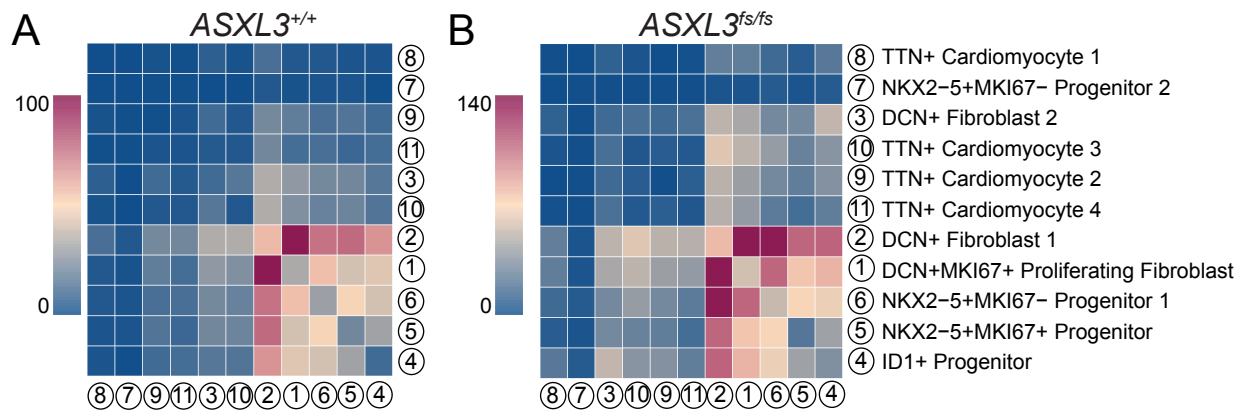 A
ASXL3+/+
B
ASXL3fs/fs
100
0
8
7
9
11
3
10
2
1
6
5
4
8 7 9 11 3 10 2 1 6 5 4
140
0
8 TTN+ Cardiomyocyte 1
7 NKX2−5+MKI67− Progenitor 2
3 DCN+ Fibroblast 2
10 TTN+ Cardiomyocyte 3
9 TTN+ Cardiomyocyte 2
11 TTN+ Cardiomyocyte 4
2 DCN+ Fibroblast 1
1 DCN+MKI67+ Proliferating Fibroblast
6 NKX2−5+MKI67− Progenitor 1
5 NKX2−5+MKI67+ Progenitor
4 ID1+ Progenitor
8 7 3 10 9 11 2 1 6 5 4